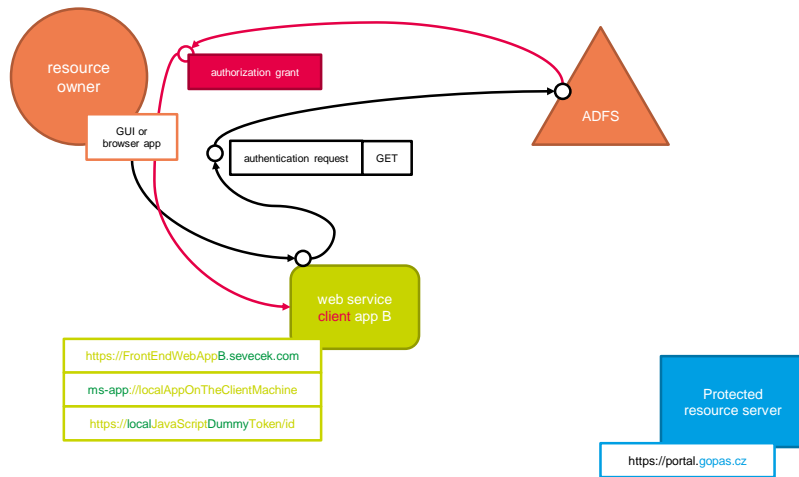 resource
owner
authorization grant
ADFS
GUI or
browser app
authentication request
GET
web service
client app B
https://FrontEndWebAppB.sevecek.com
ms-app://localAppOnTheClientMachine
https://localJavaScriptDummyToken/id
Protected
resource server
https://portal.gopas.cz